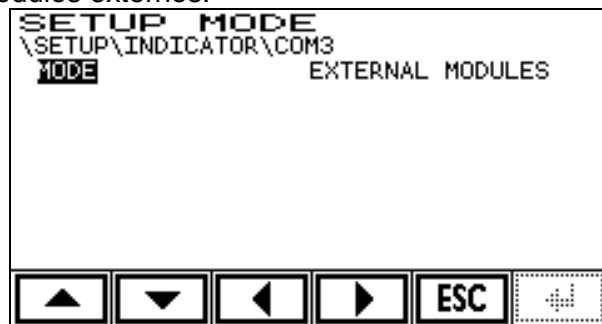 SETUP MODE
\SETUP\INDICATOR\COM3
MODE EXTERNAL MODULES
ESC